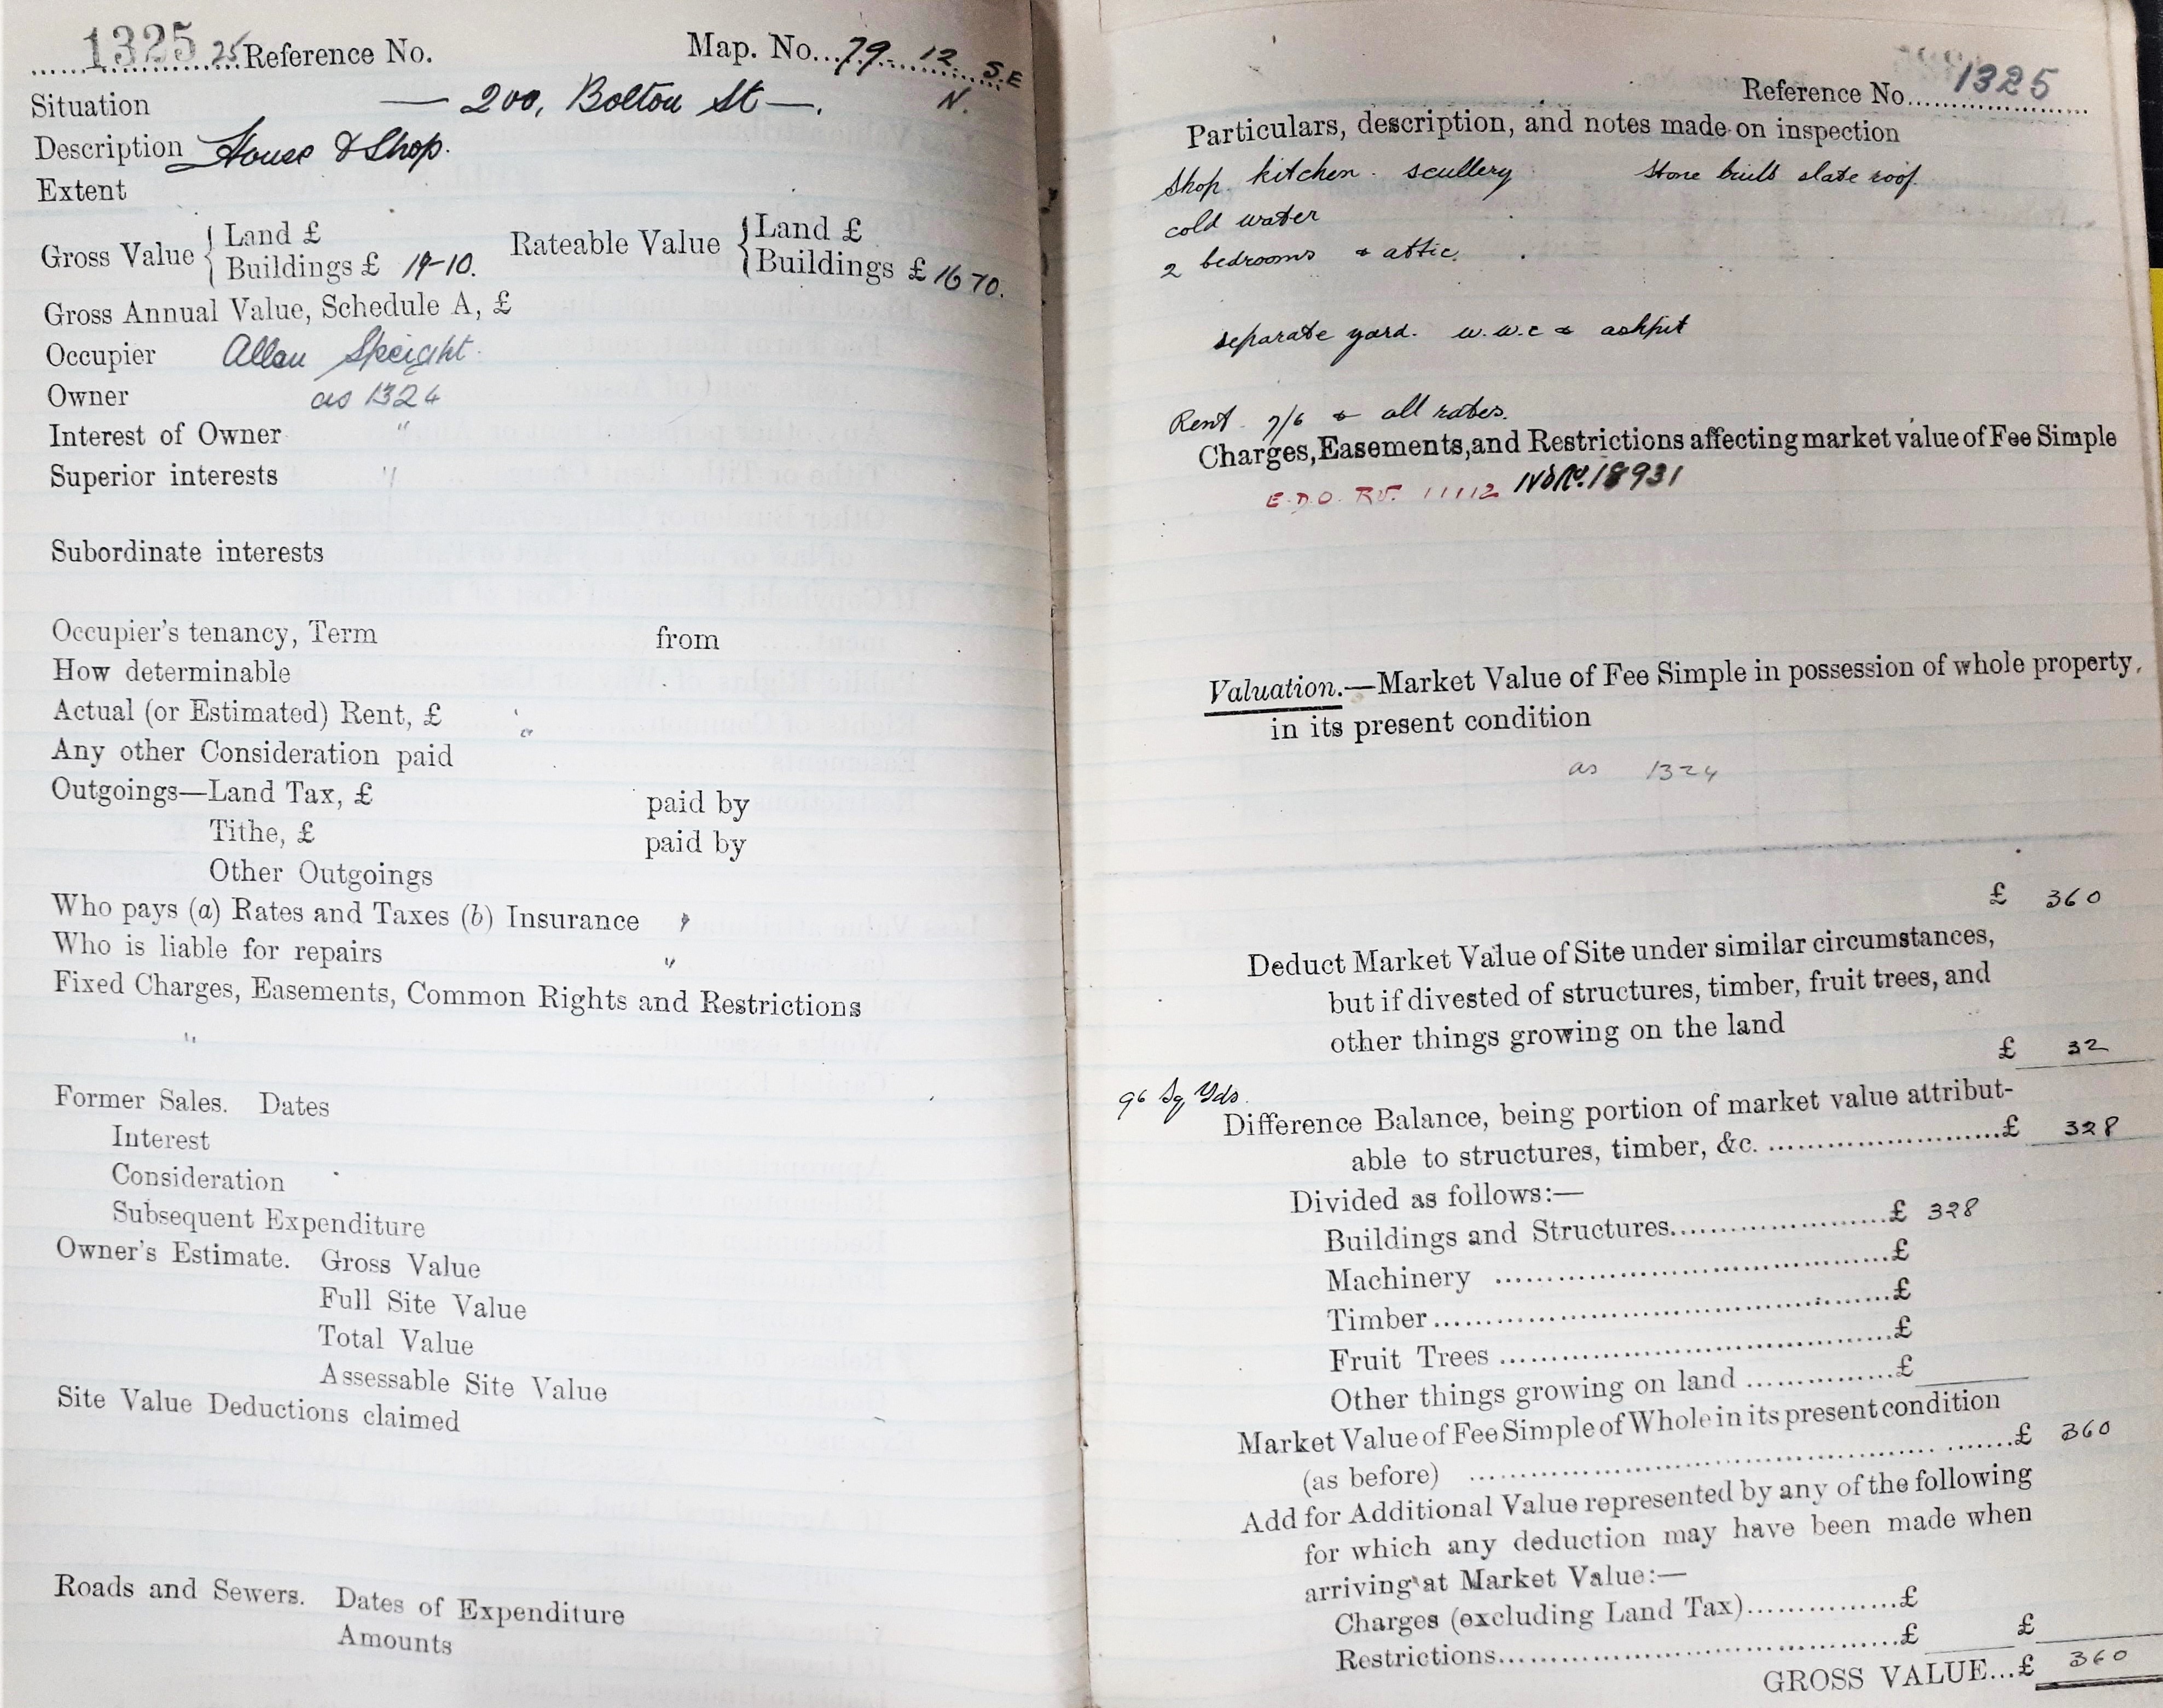 1325 25 Reference No. Map. No. 79. 12. S.E
Situation — 200, Bolton St —. N.
Description House & Shop.
Extent
Gross Value { Land £
Buildings £ 19-10.
Rateable Value { Land £
Buildings £ 16 70.
Gross Annual Value, Schedule A, £
Occupier Allan Speight.
Owner as 1324
Interest of Owner "
Superior interests "
Subordinate interests
Occupier's tenancy, Term from
How determinable
Actual (or Estimated) Rent, £ "
Any other Consideration paid
Outgoings—Land Tax, £ paid by
Tithe, £ paid by
Other Outgoings
Who pays (a) Rates and Taxes (b) Insurance "
Who is liable for repairs "
Fixed Charges, Easements, Common Rights and Restrictions
"
Former Sales. Dates
Interest
Consideration
Subsequent Expenditure
Owner's Estimate. Gross Value
Full Site Value
Total Value
Assessable Site Value
Site Value Deductions claimed
Roads and Sewers. Dates of Expenditure
Amounts
Reference No. 1325
Particulars, description, and notes made on inspection
Shop. kitchen. scullery stone built slate roof.
cold water
2 bedrooms & attic.
separate yard. w.w.c & ashpit
Rent 7/6 & all rates.
Charges, Easements, and Restrictions affecting market value of Fee Simple
E.D.O. 11112 18931
Valuation.—Market Value of Fee Simple in possession of whole property,
in its present condition
as 1324
£ 360
Deduct Market Value of Site under similar circumstances,
but if divested of structures, timber, fruit trees, and
other things growing on the land
£ 32
96 Sq Yds.
Difference Balance, being portion of market value attribut-
able to structures, timber, &c. £ 328
Divided as follows:—
Buildings and Structures £ 328
Machinery £
Timber £
Fruit Trees £
Other things growing on land £
Market Value of Fee Simple of Whole in its present condition
(as before) £ 360
Add for Additional Value represented by any of the following
for which any deduction may have been made when
arriving at Market Value:—
Charges (excluding Land Tax) £
Restrictions £ £
GROSS VALUE...£ 360